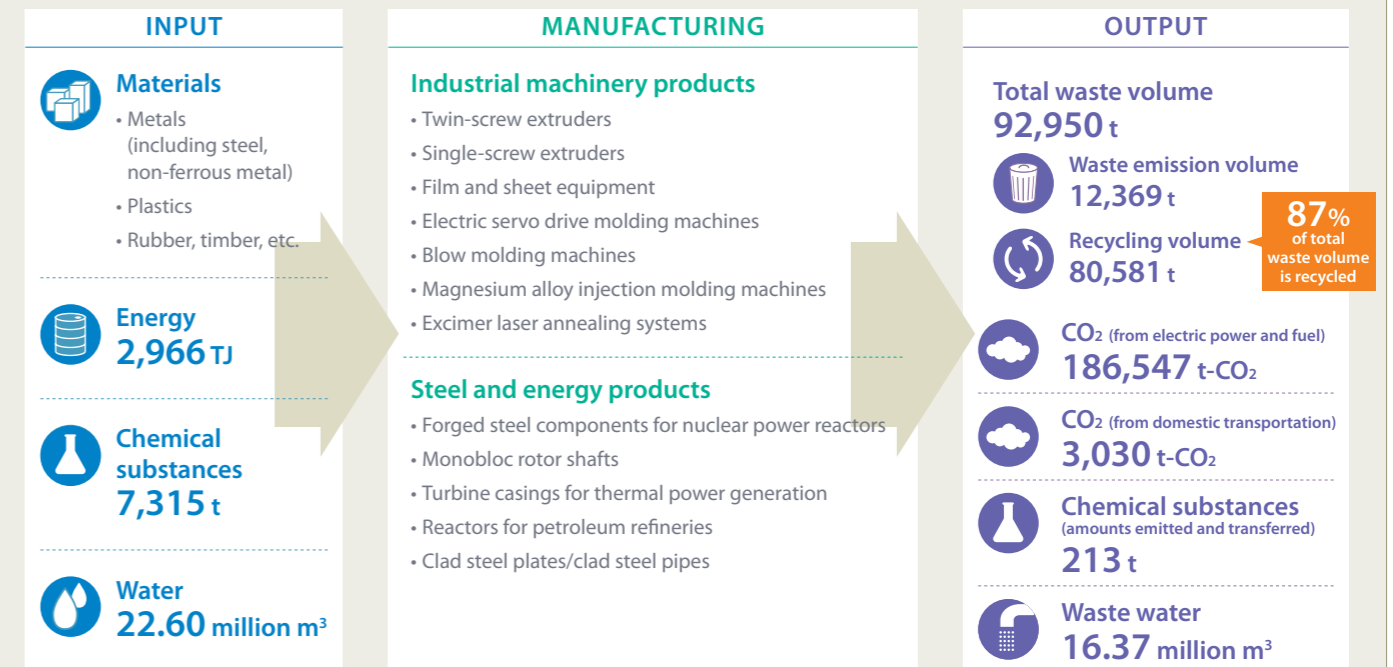 INPUT
Materials
• Metals
(including steel,
non-ferrous metal)
• Plastics
• Rubber, timber, etc.
Energy
2,966 TJ
Chemical
substances
7,315 t
Water
22.60 million m³
MANUFACTURING
Industrial machinery products
• Twin-screw extruders
• Single-screw extruders
• Film and sheet equipment
• Electric servo drive molding machines
• Blow molding machines
• Magnesium alloy injection molding machines
• Excimer laser annealing systems
Steel and energy products
• Forged steel components for nuclear power reactors
• Monobloc rotor shafts
• Turbine casings for thermal power generation
• Reactors for petroleum refineries
• Clad steel plates/clad steel pipes
OUTPUT
Total waste volume
92,950 t
Waste emission volume
12,369 t
Recycling volume
80,581 t
87%
of total
waste volume
is recycled
CO₂ (from electric power and fuel)
186,547 t-CO₂
CO₂ (from domestic transportation)
3,030 t-CO₂
Chemical substances
(amounts emitted and transferred)
213 t
Waste water
16.37 million m³